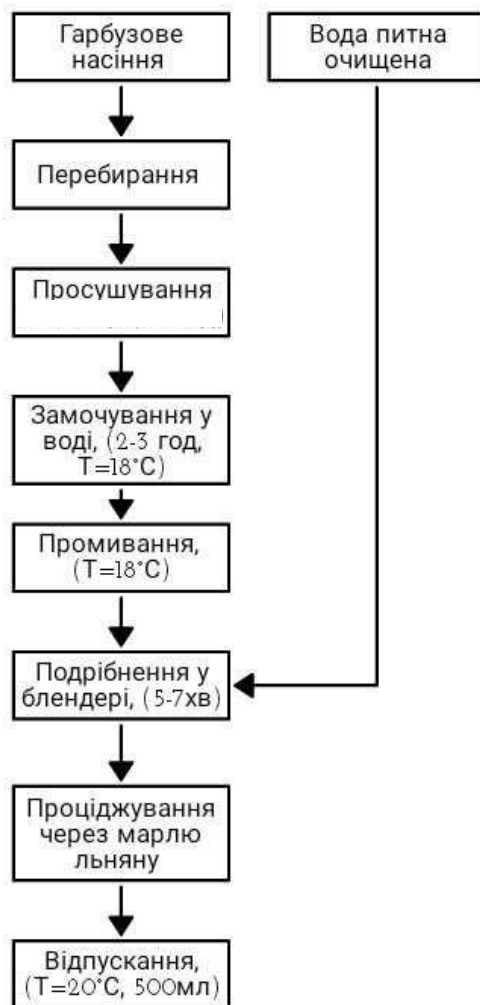 Гарбузове
насіння
Вода питна
очищена
Перебирання
Просушування
Замочування у
воді, (2-3 год,
T=18°C)
Промивання,
(T=18°C)
Подрібнення у
блендері, (5-7хв)
Проціджування
через марлю
льняну
Відпускання,
(T=20°C, 500мл)